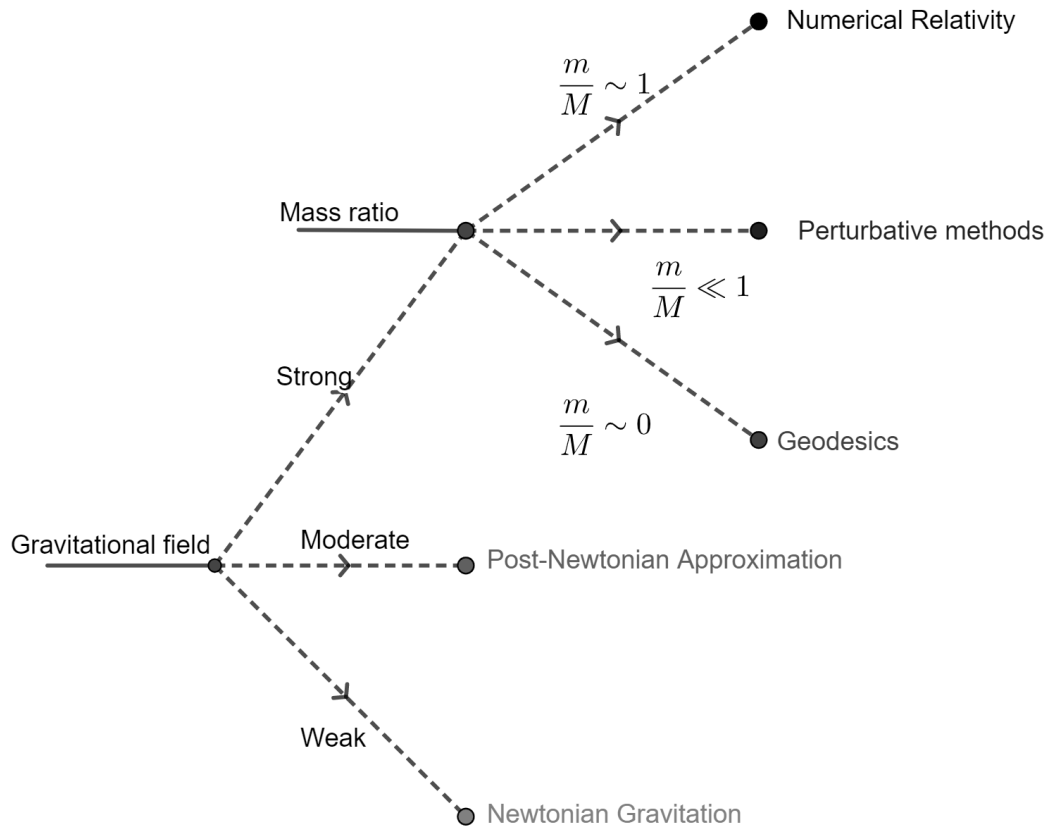 Numerical Relativity
m/M ∼ 1
Mass ratio
Perturbative methods
m/M ≪ 1
Strong
m/M ∼ 0
Geodesics
Gravitational field
Moderate
Post-Newtonian Approximation
Weak
Newtonian Gravitation